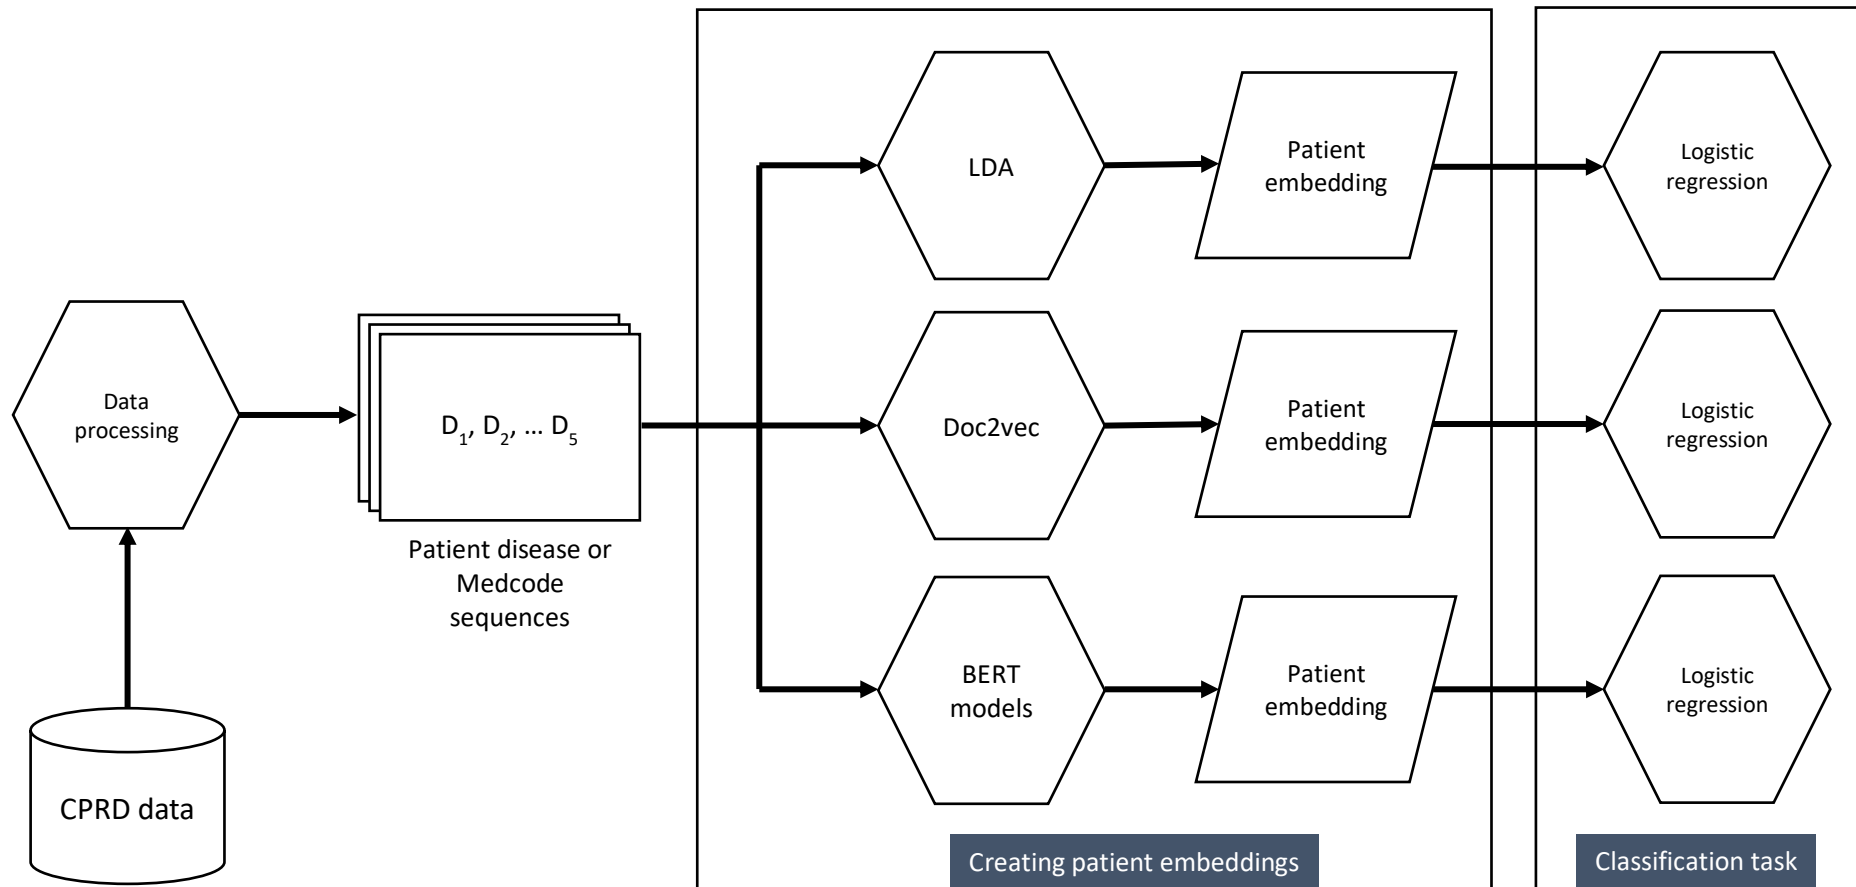 Data
processing
CPRD data
D1, D2, ... D5
Patient disease or
Medcode
sequences
LDA
Patient
embedding
Logistic
regression
Doc2vec
Patient
embedding
Logistic
regression
BERT
models
Patient
embedding
Logistic
regression
Creating patient embeddings
Classification task